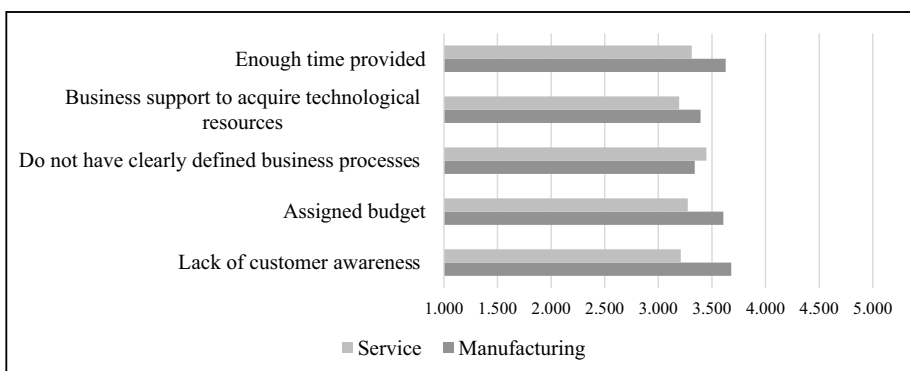 Enough time provided
Business support to acquire technological
resources
Do not have clearly defined business processes
Assigned budget
Lack of customer awareness
1.000 1.500 2.000 2.500 3.000 3.500 4.000 4.500 5.000
Service Manufacturing